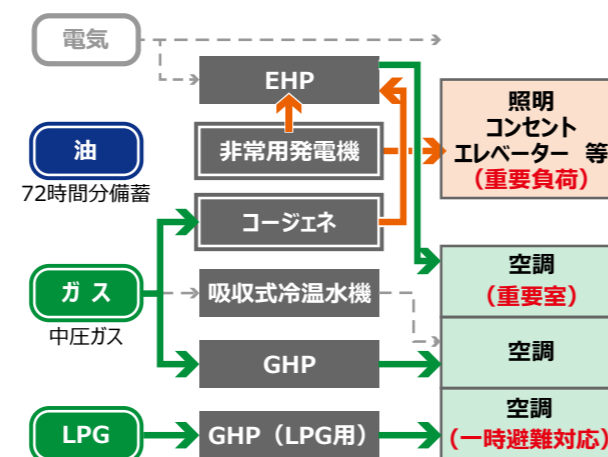 電気
EHP
照明
コンセント
エレベーター 等
(重要負荷)
油
非常用発電機
72時間分備蓄
コージェネ
空調
(重要室)
ガス
吸収式冷温水機
中圧ガス
空調
GHP
空調
(一時避難対応)
LPG
GHP(LPG用)